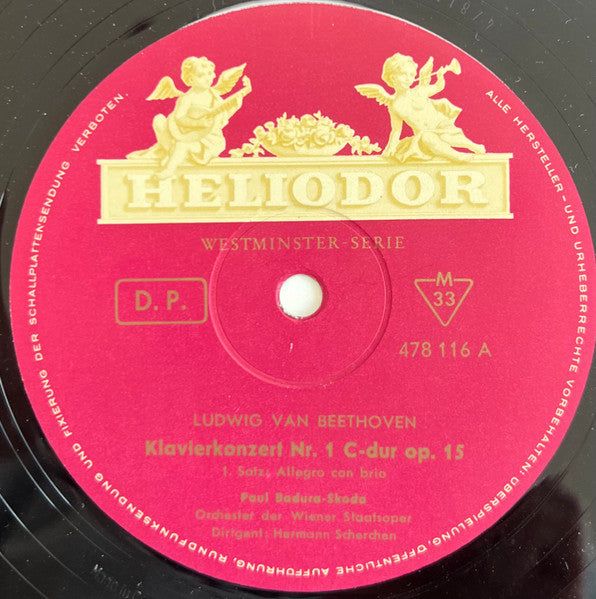 HELIODOR
WESTMINSTER-SERIE
D. P.
M
33
478 116 A
LUDWIG VAN BEETHOVEN
Klavierkonzert Nr. 1 C-dur op. 15
1. Satz, Allegro con brio
Paul Badura-Skoda
Orchester der Wiener Staatsoper
Dirigent: Hermann Scherchen
ALLE HERSTELLER- UND URHEBERRECHTE VORBEHALTEN: ÜBERSPIELUNG, ÖFFENTLICHE AUFFÜHRUNG, RUNDFUNKSENDUNG UND FIXIERUNG DER SCHALLPLATTENSENDUNG VERBOTEN.